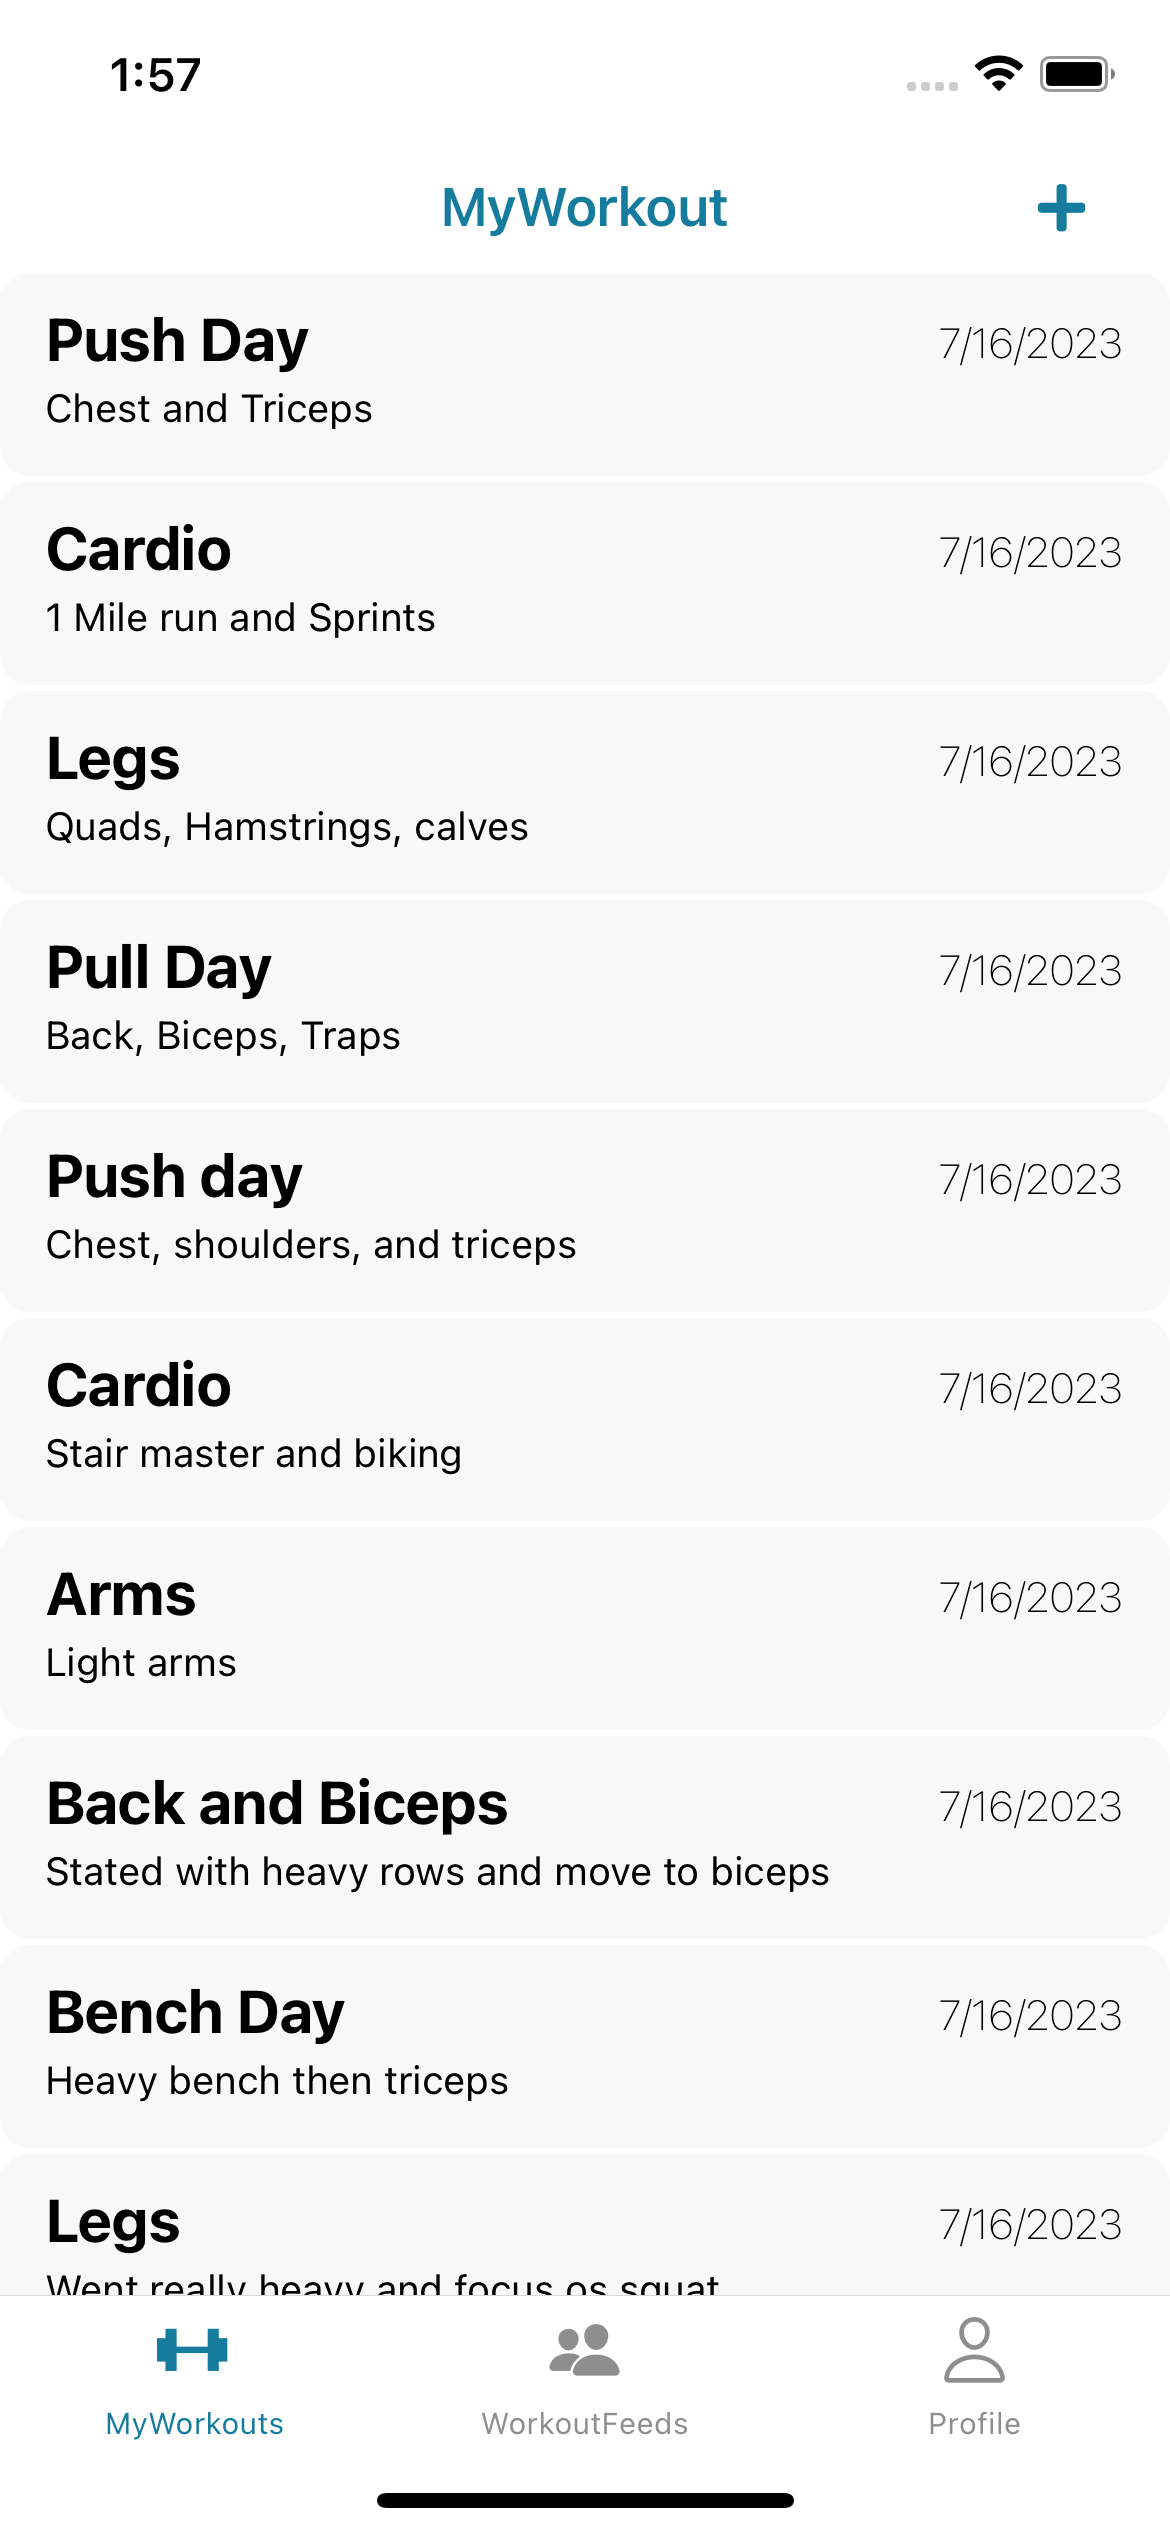 1:57
MyWorkout
Push Day 7/16/2023
Chest and Triceps
Cardio 7/16/2023
1 Mile run and Sprints
Legs 7/16/2023
Quads, Hamstrings, calves
Pull Day 7/16/2023
Back, Biceps, Traps
Push day 7/16/2023
Chest, shoulders, and triceps
Cardio 7/16/2023
Stair master and biking
Arms 7/16/2023
Light arms
Back and Biceps 7/16/2023
Stated with heavy rows and move to biceps
Bench Day 7/16/2023
Heavy bench then triceps
Legs 7/16/2023
Went really heavy and focus os squat
MyWorkouts WorkoutFeeds Profile